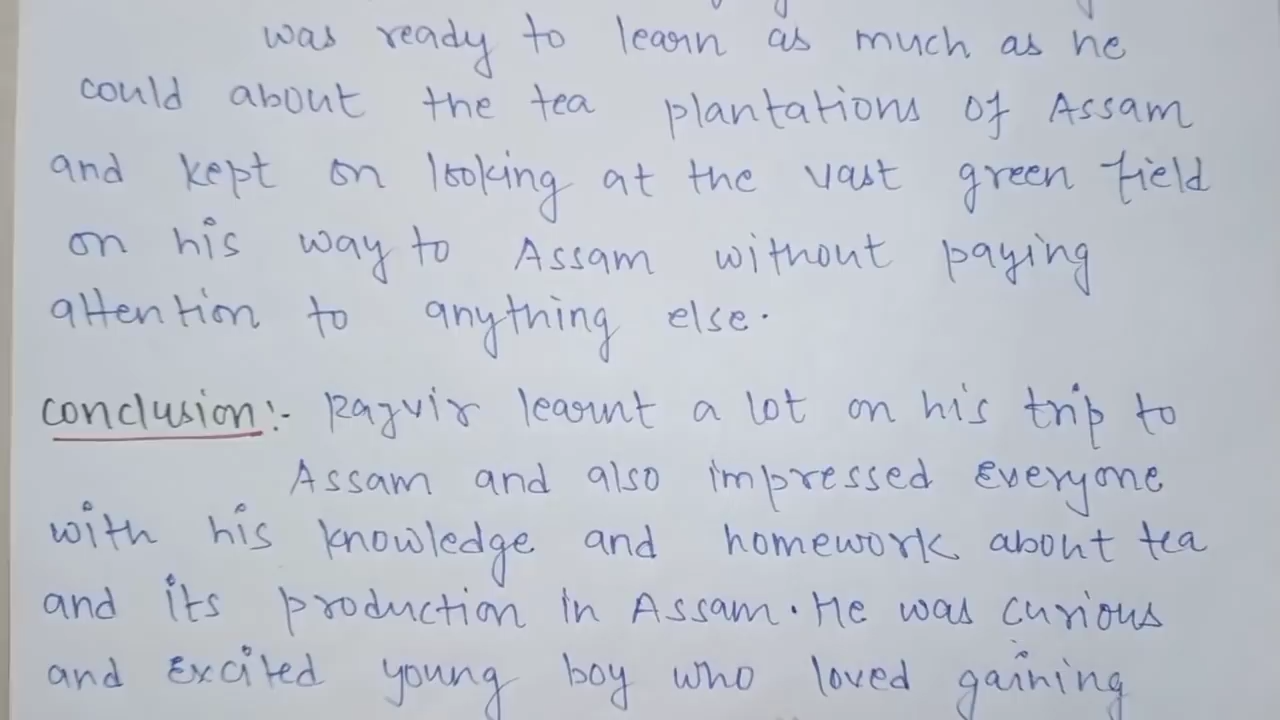 was ready to learn as much as he
could about the tea plantations of Assam
and kept on looking at the vast green field
on his way to Assam without paying
attention to anything else.
Conclusion:- Rajvir learnt a lot on his trip to
Assam and also impressed everyone
with his knowledge and homework about tea
and its production in Assam. He was curious
and excited young boy who loved gaining